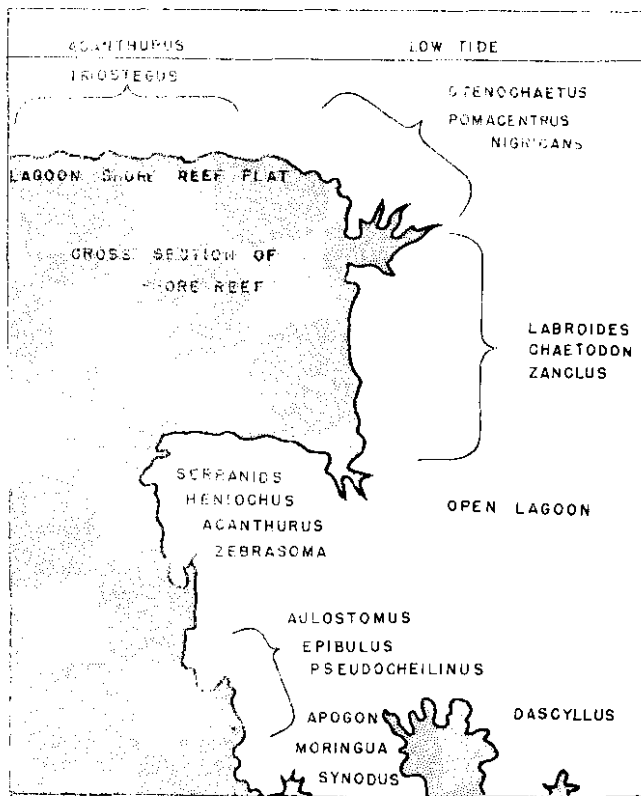 ACANTHURUS
LOW TIDE
TRIOSTEGUS
CTENOCHAETUS
POMACENTRUS
NIGRICANS
LAGOON SHORE REEF FLAT
CROSS SECTION OF
SHORE REEF
LABROIDES
CHAETODON
ZANCLUS
SERRANIDS
HENIOCHUS
ACANTHURUS
ZEBRASOMA
OPEN LAGOON
AULOSTOMUS
EPIBULUS
PSEUDOCHEILINUS
APOGON
DASCYLLUS
MORINGUA
SYNODUS